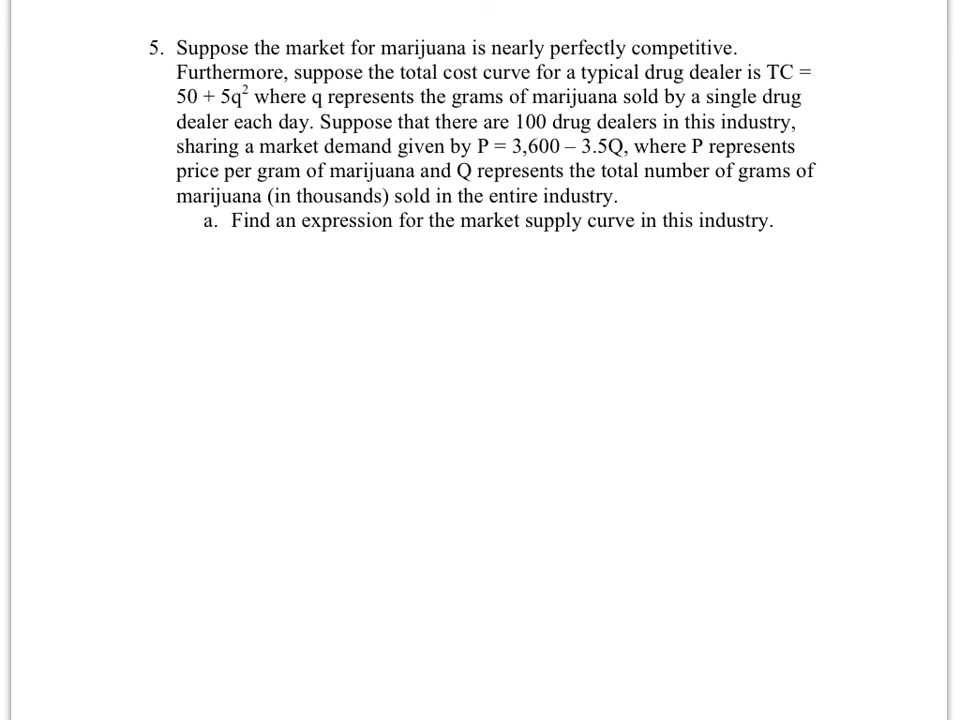 5. Suppose the market for marijuana is nearly perfectly competitive.
Furthermore, suppose the total cost curve for a typical drug dealer is TC =
50 + 5q² where q represents the grams of marijuana sold by a single drug
dealer each day. Suppose that there are 100 drug dealers in this industry,
sharing a market demand given by P = 3,600 – 3.5Q, where P represents
price per gram of marijuana and Q represents the total number of grams of
marijuana (in thousands) sold in the entire industry.
a. Find an expression for the market supply curve in this industry.